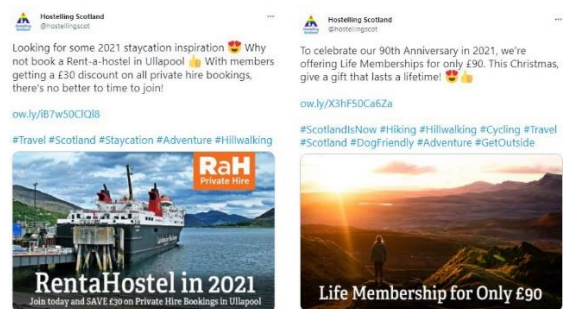 Hostelling Scotland
@hostellingscot
Looking for some 2021 staycation inspiration 😍 Why
not book a Rent-a-hostel in Ullapool 👍 With members
getting a £30 discount on all private hire bookings,
there's no better to time to join!
ow.ly/iB7w50ClQl8
#Travel #Scotland #Staycation #Adventure #Hillwalking
RaH
Private Hire
RentaHostel in 2021
Join today and SAVE £30 on Private Hire Bookings in Ullapool
Hostelling Scotland
@hostellingscot
To celebrate our 90th Anniversary in 2021, we're
offering Life Memberships for only £90. This Christmas,
give a gift that lasts a lifetime! 😍👍
ow.ly/X3hF50Ca6Za
#ScotlandIsNow #Hiking #Hillwalking #Cycling #Travel
#Scotland #DogFriendly #Adventure #GetOutside
Life Membership for Only £90